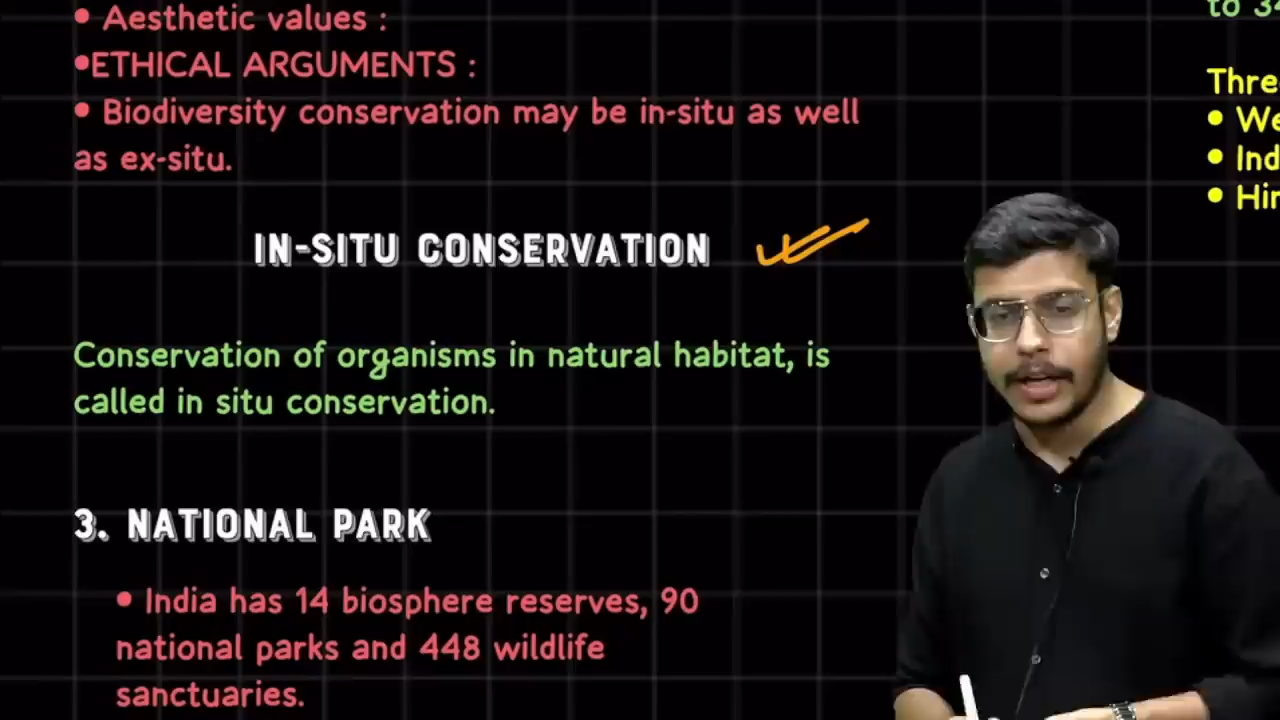 • Aesthetic values :
•ETHICAL ARGUMENTS :
• Biodiversity conservation may be in-situ as well
as ex-situ.
IN-SITU CONSERVATION
Conservation of organisms in natural habitat, is
called in situ conservation.
3. NATIONAL PARK
• India has 14 biosphere reserves, 90
national parks and 448 wildlife
sanctuaries.
to 34
Thre
• We
• Ind
• Hir